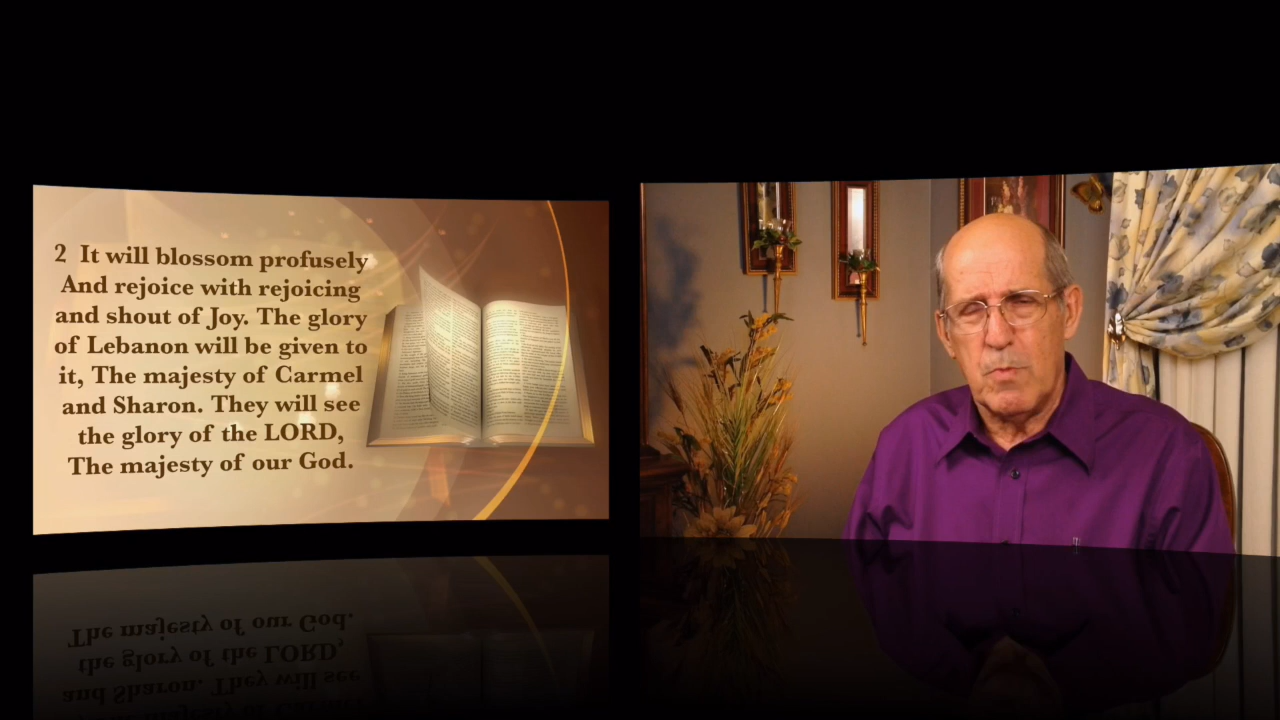 2 It will blossom profusely
And rejoice with rejoicing
and shout of Joy. The glory
of Lebanon will be given to
it, The majesty of Carmel
and Sharon. They will see
the glory of the LORD,
The majesty of our God.